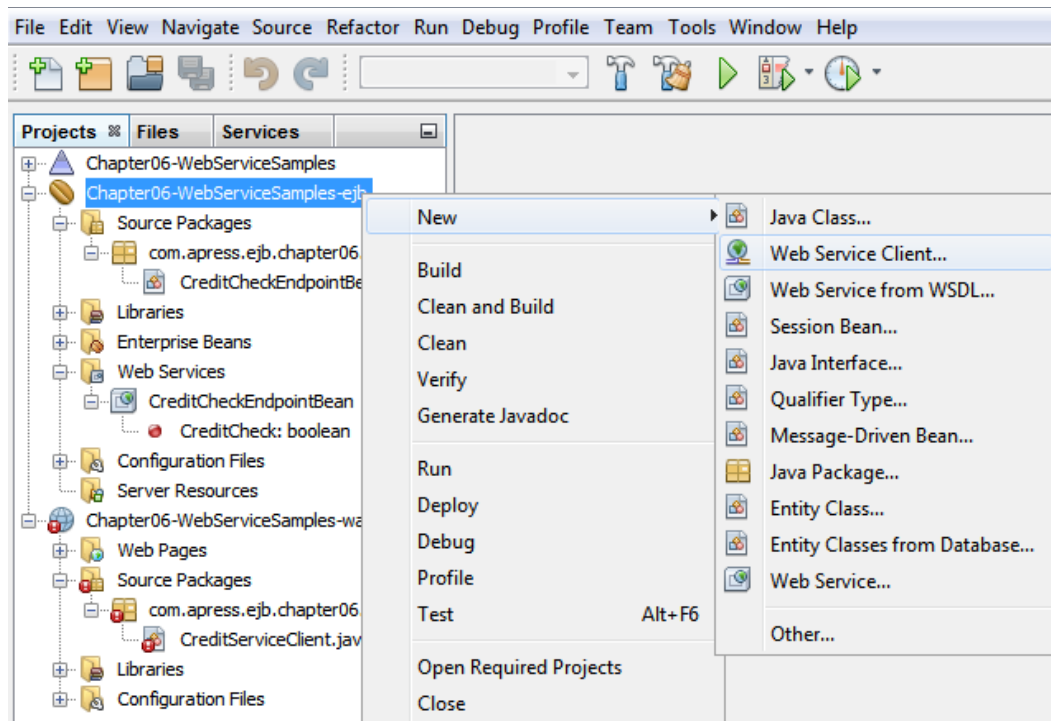 File Edit View Navigate Source Refactor Run Debug Profile Team Tools Window Help
Projects Files Services
Chapter06-WebServiceSamples
Chapter06-WebServiceSamples-ejb
Source Packages
com.apress.ejb.chapter06.
CreditCheckEndpointBe
Libraries
Enterprise Beans
Web Services
CreditCheckEndpointBean
CreditCheck: boolean
Configuration Files
Server Resources
Chapter06-WebServiceSamples-wa
Web Pages
Source Packages
com.apress.ejb.chapter06.
CreditServiceClient.jav
Libraries
Configuration Files
New
Build
Clean and Build
Clean
Verify
Generate Javadoc
Run
Deploy
Debug
Profile
Test Alt+F6
Open Required Projects
Close
Java Class...
Web Service Client...
Web Service from WSDL...
Session Bean...
Java Interface...
Qualifier Type...
Message-Driven Bean...
Java Package...
Entity Class...
Entity Classes from Database...
Web Service...
Other...